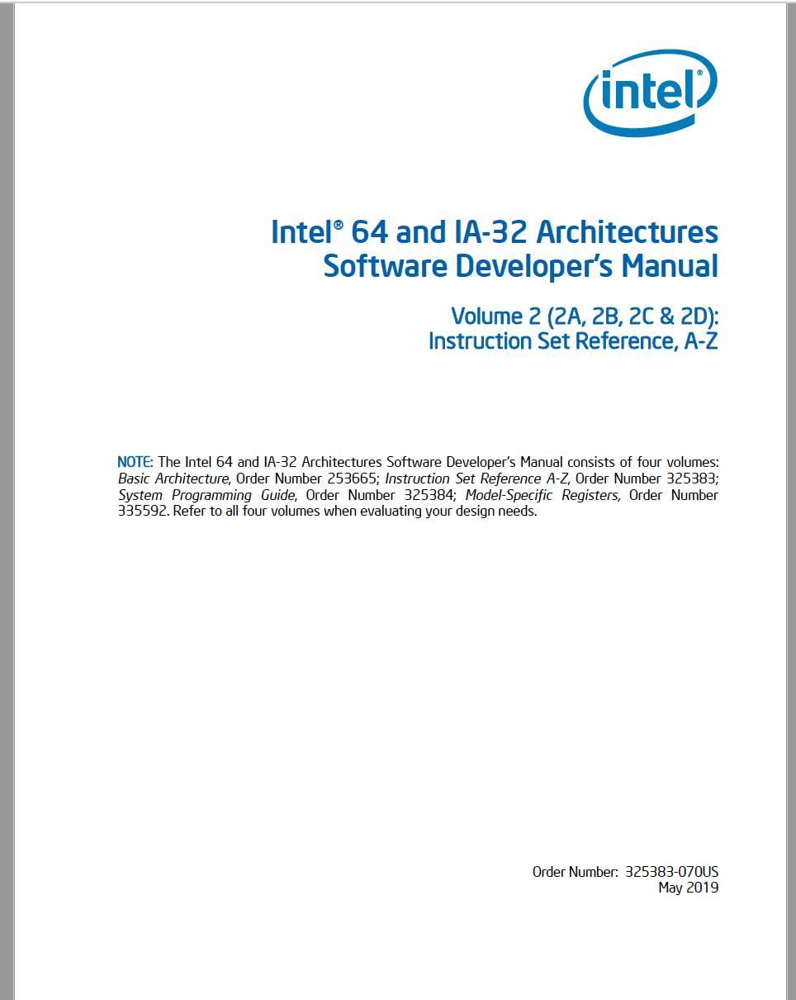 intel®
Intel® 64 and IA-32 Architectures
Software Developer’s Manual
Volume 2 (2A, 2B, 2C & 2D):
Instruction Set Reference, A-Z
NOTE: The Intel 64 and IA-32 Architectures Software Developer's Manual consists of four volumes:
Basic Architecture, Order Number 253665; Instruction Set Reference A-Z, Order Number 325383;
System Programming Guide, Order Number 325384; Model-Specific Registers, Order Number
335592. Refer to all four volumes when evaluating your design needs.
Order Number: 325383-070US
May 2019